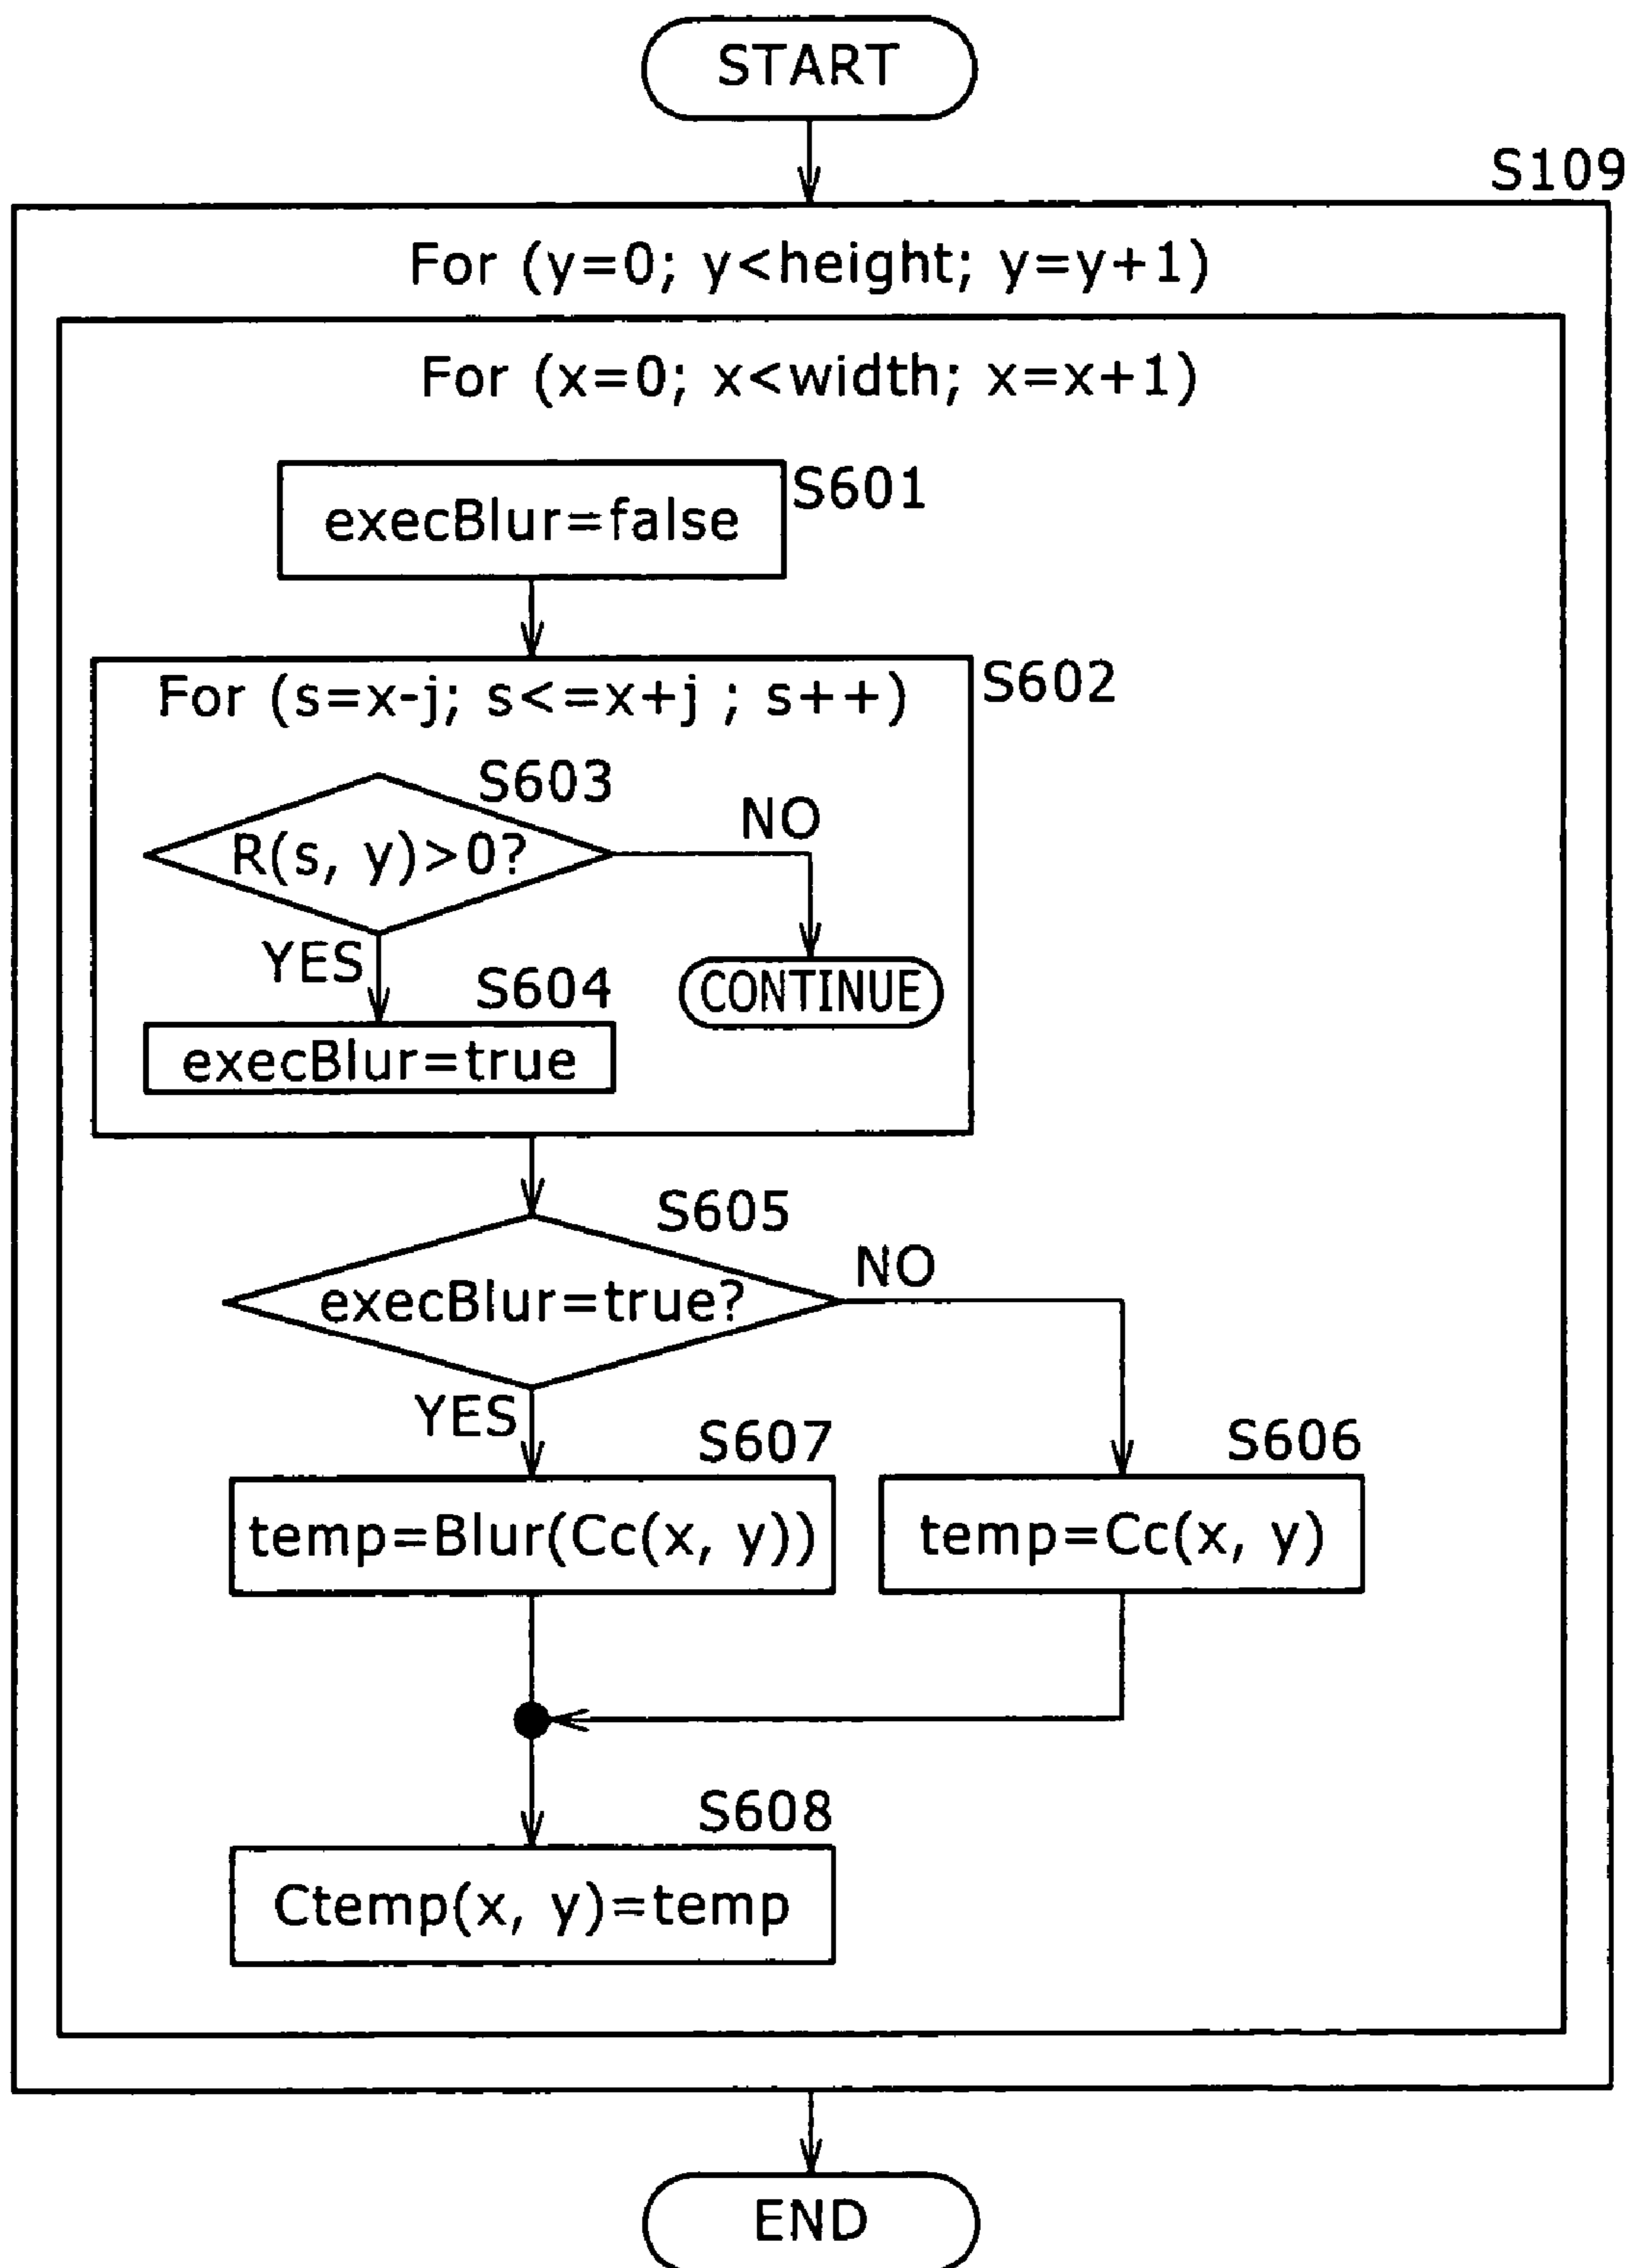 START
S109
For (y=0; y<height; y=y+1)
For (x=0; x<width; x=x+1)
S601
execBlur=false
S602
For (s=x-j; s<=x+j ; s++)
S603
R(s, y)>0?
NO
YES
S604
CONTINUE
execBlur=true
S605
execBlur=true?
NO
YES
S607
S606
temp=Blur(Cc(x, y))
temp=Cc(x, y)
S608
Ctemp(x, y)=temp
END